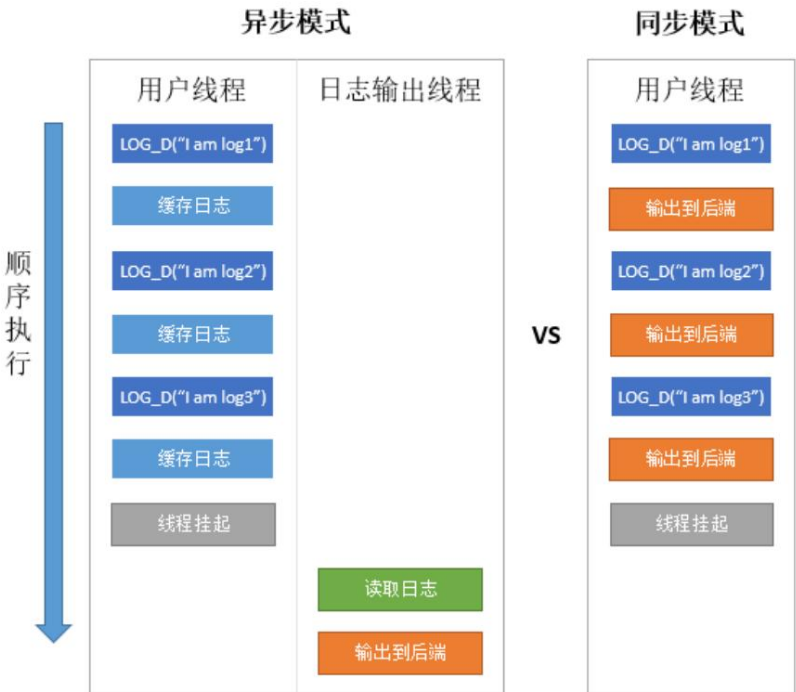 异步模式
用户线程
日志输出线程
LOG_D(“I am log1”)
缓存日志
LOG_D(“I am log2”)
缓存日志
LOG_D(“I am log3”)
缓存日志
线程挂起
读取日志
输出到后端
顺序执行
VS
同步模式
用户线程
LOG_D(“I am log1”)
输出到后端
LOG_D(“I am log2”)
输出到后端
LOG_D(“I am log3”)
输出到后端
线程挂起